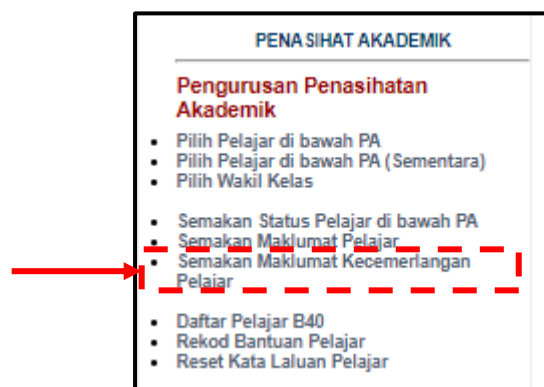 PENASIHAT AKADEMIK
Pengurusan Penasihatan
Akademik
• Pilih Pelajar di bawah PA
• Pilih Pelajar di bawah PA (Sementara)
• Pilih Wakil Kelas
• Semakan Status Pelajar di bawah PA
• Semakan Maklumat Pelajar
• Semakan Maklumat Kecemerlangan
Pelajar
• Daftar Pelajar B40
• Rekod Bantuan Pelajar
• Reset Kata Laluan Pelajar